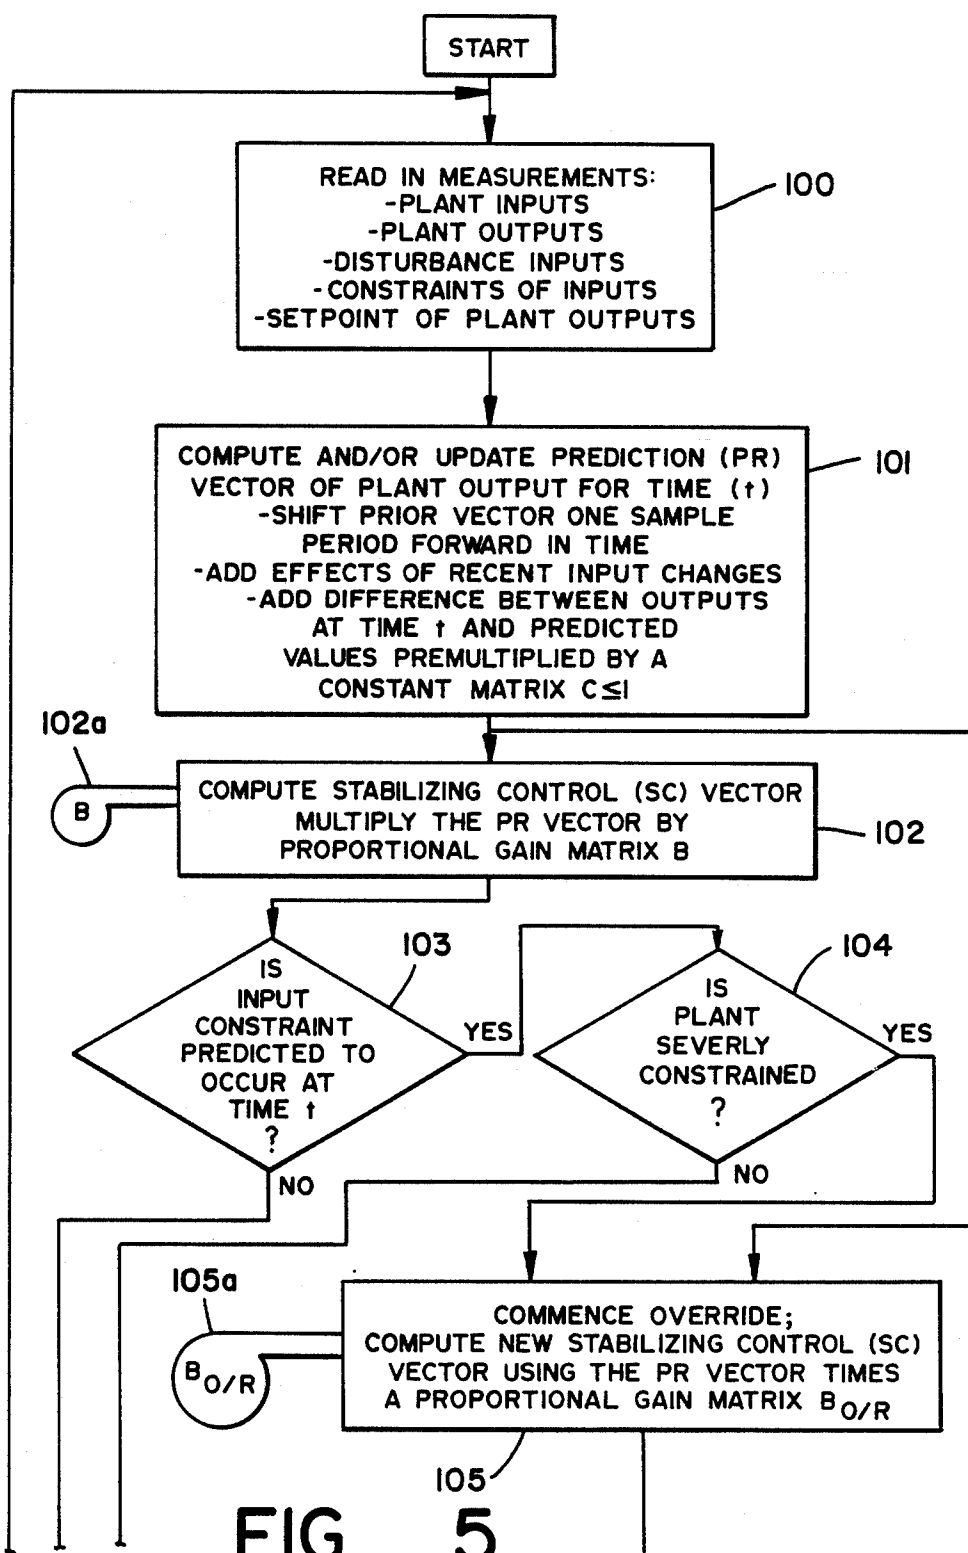 START
READ IN MEASUREMENTS:
-PLANT INPUTS
-PLANT OUTPUTS
-DISTURBANCE INPUTS
-CONSTRAINTS OF INPUTS
-SETPOINT OF PLANT OUTPUTS
100
COMPUTE AND/OR UPDATE PREDICTION (PR)
VECTOR OF PLANT OUTPUT FOR TIME (t)
-SHIFT PRIOR VECTOR ONE SAMPLE
PERIOD FORWARD IN TIME
-ADD EFFECTS OF RECENT INPUT CHANGES
-ADD DIFFERENCE BETWEEN OUTPUTS
AT TIME t AND PREDICTED
VALUES PREMULTIPLIED BY A
CONSTANT MATRIX C≤1
101
102a
B
COMPUTE STABILIZING CONTROL (SC) VECTOR
MULTIPLY THE PR VECTOR BY
PROPORTIONAL GAIN MATRIX B
102
103
IS
INPUT
CONSTRAINT
PREDICTED TO
OCCUR AT
TIME t
?
YES
NO
104
IS
PLANT
SEVERLY
CONSTRAINED
?
YES
NO
105a
BO/R
COMMENCE OVERRIDE;
COMPUTE NEW STABILIZING CONTROL (SC)
VECTOR USING THE PR VECTOR TIMES
A PROPORTIONAL GAIN MATRIX BO/R
105
FIG 5